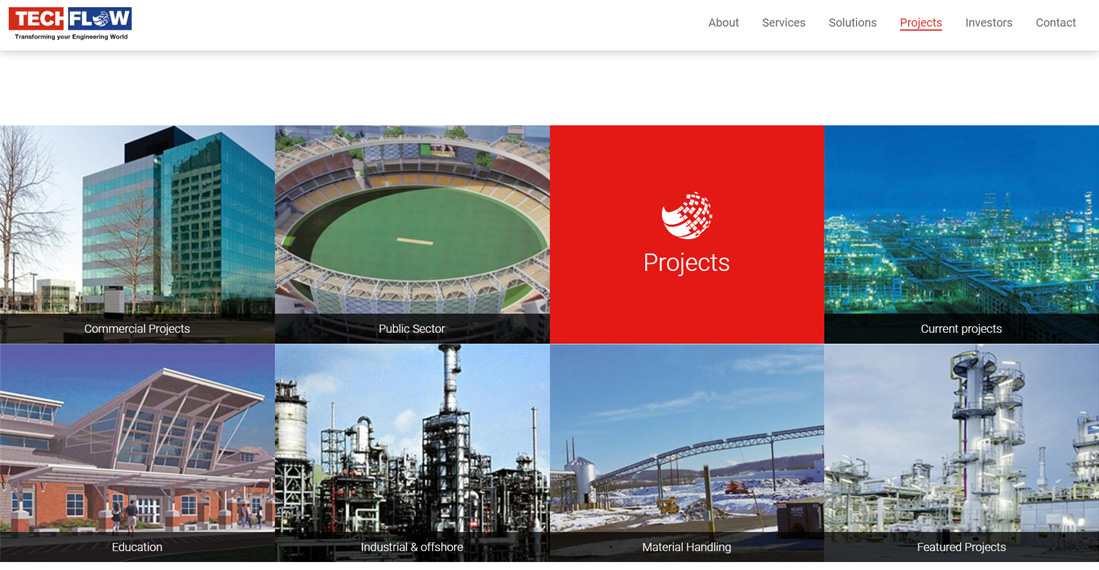 TECHFLOW
Transforming your Engineering World
About Services Solutions Projects Investors Contact
Commercial Projects
Public Sector
Projects
Current projects
Education
Industrial & offshore
Material Handling
Featured Projects